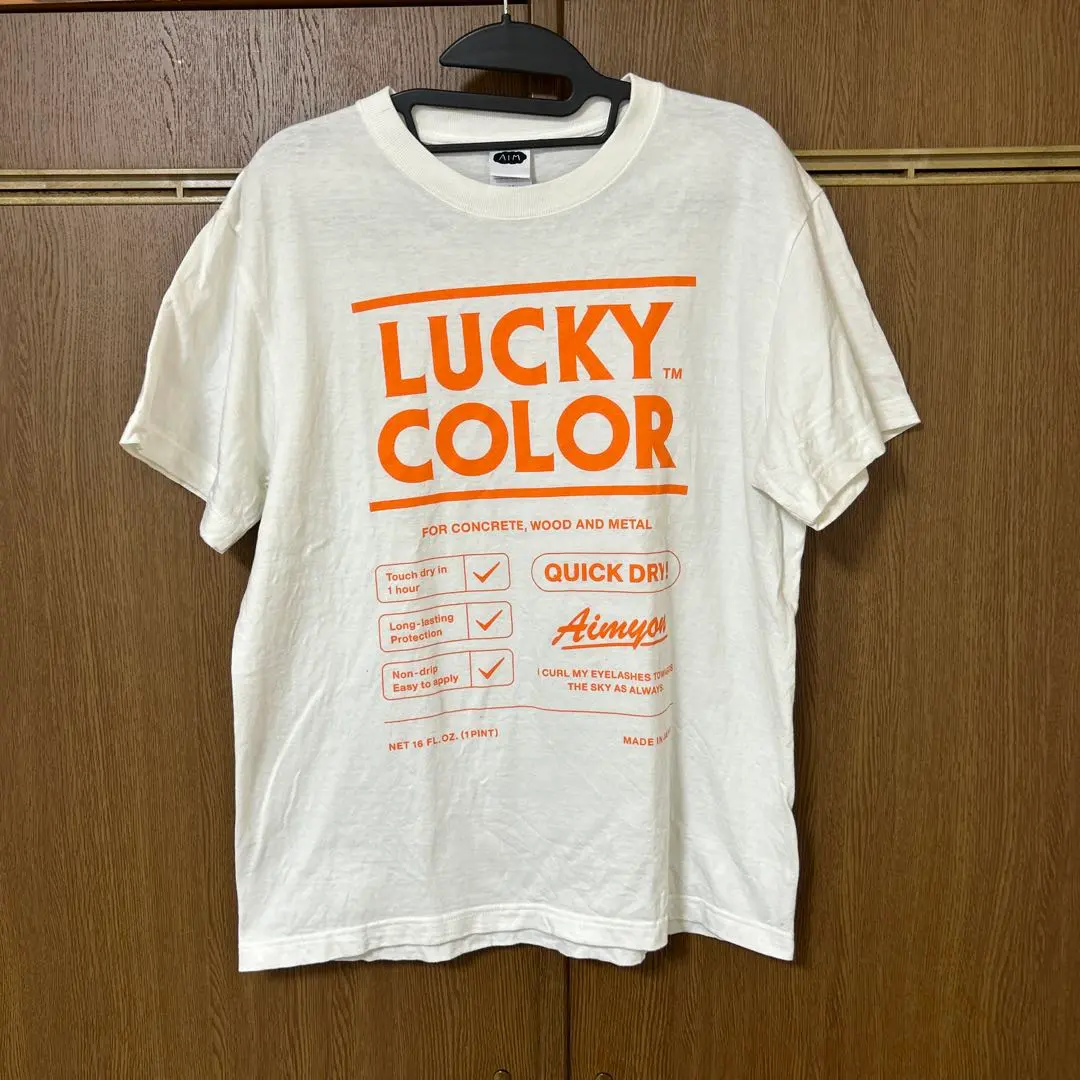 AIM
LUCKY
TM
COLOR
FOR CONCRETE, WOOD AND METAL
Touch dry in
1 hour
QUICK DRY!
Long-lasting
Protection
Aimyon
Non-drip
Easy to apply
I CURL MY EYELASHES
THE SKY AS ALWAYS.
NET 16 FL.OZ. (1 PINT)
MADE IN